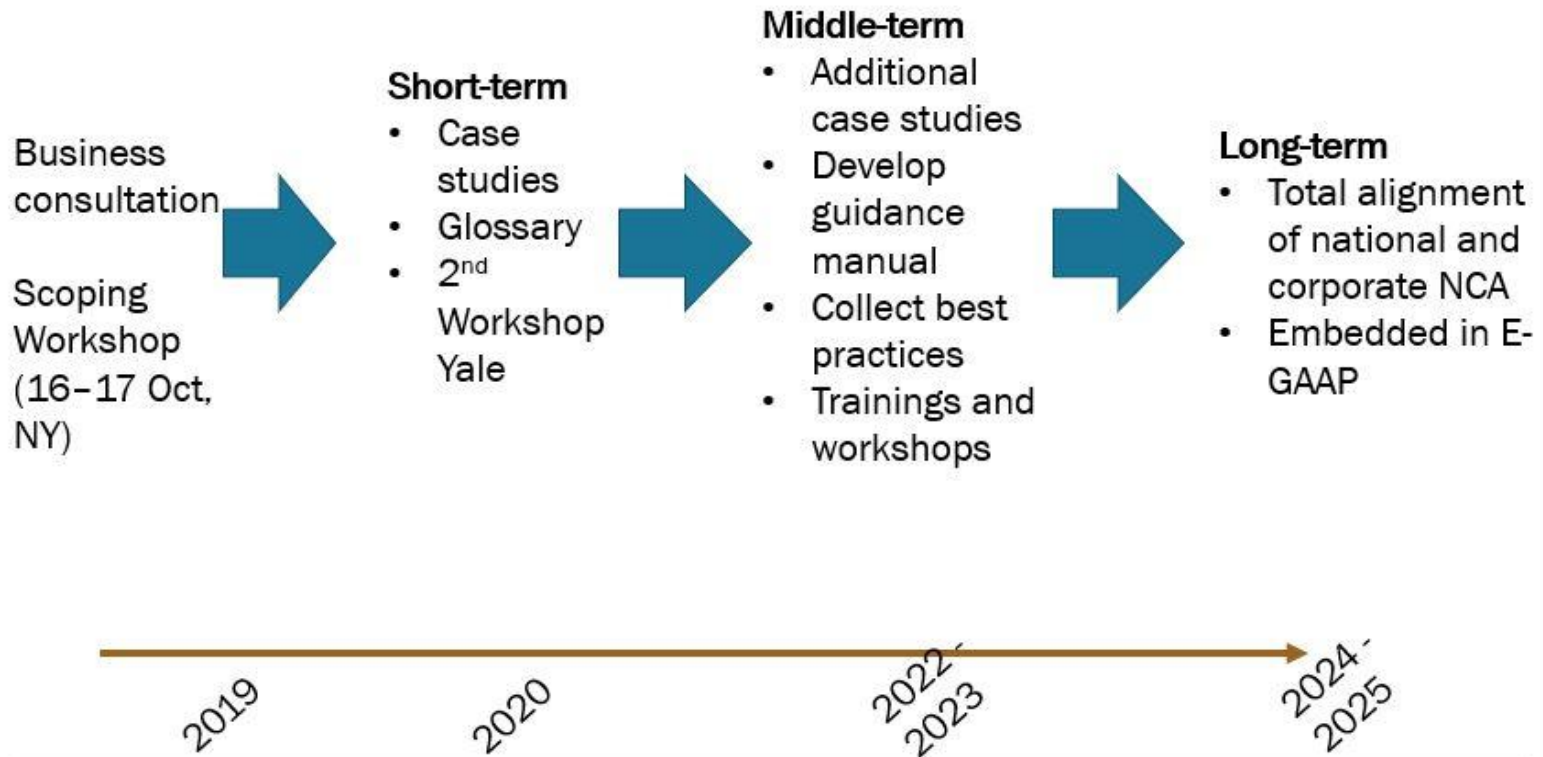 Business
consultation
Scoping
Workshop
(16–17 Oct,
NY)
Short-term
• Case
studies
• Glossary
• 2nd
Workshop
Yale
Middle-term
• Additional
case studies
• Develop
guidance
manual
• Collect best
practices
• Trainings and
workshops
Long-term
• Total alignment
of national and
corporate NCA
• Embedded in E-
GAAP
2019
2020
2022 -
2023
2024 -
2025